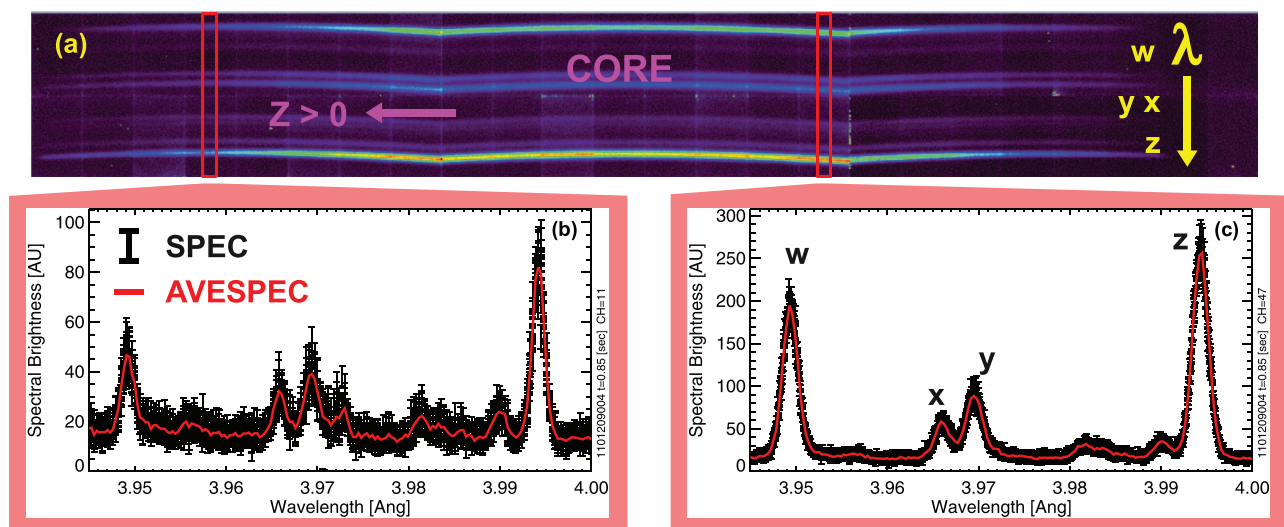 (a)
CORE
Z > 0
w λ
y x
z
(b)
SPEC
AVESPEC
Spectral Brightness [AU]
100
80
60
40
20
0
3.95 3.96 3.97 3.98 3.99 4.00
Wavelength [Ang]
1101209004 t=0.85 [sec] CH=11
(c)
w
x
y
z
Spectral Brightness [AU]
300
250
200
150
100
50
0
3.95 3.96 3.97 3.98 3.99 4.00
Wavelength [Ang]
1101209004 t=0.85 [sec] CH=47